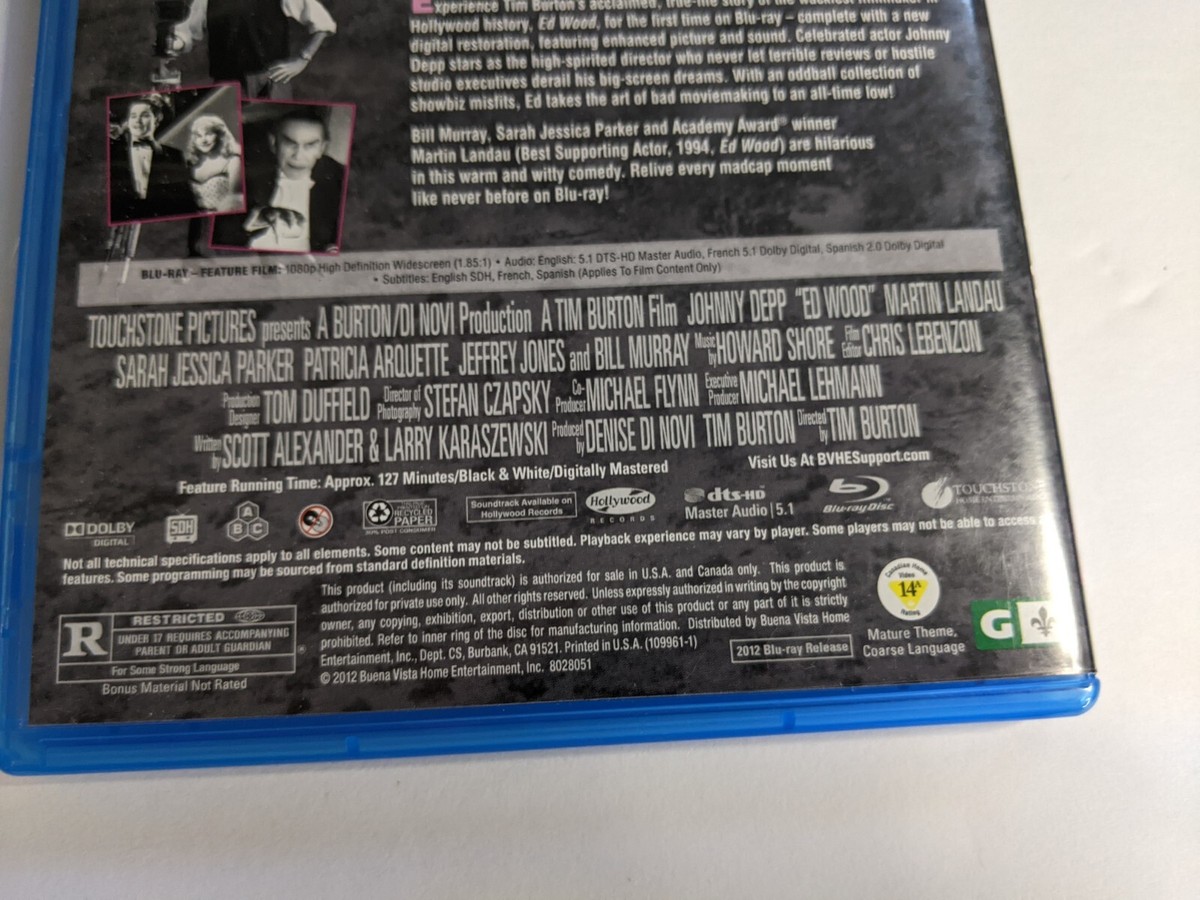 Experience Tim Burton's acclaimed, true-life story of the wackiest filmmaker in
Hollywood history, Ed Wood, for the first time on Blu-ray – complete with a new
digital restoration, featuring enhanced picture and sound. Celebrated actor Johnny
Depp stars as the high-spirited director who never let terrible reviews or hostile
studio executives derail his big-screen dreams. With an oddball collection of
showbiz misfits, Ed takes the art of bad moviemaking to an all-time low!
Bill Murray, Sarah Jessica Parker and Academy Award® winner
Martin Landau (Best Supporting Actor, 1994, Ed Wood) are hilarious
in this warm and witty comedy. Relive every madcap moment
like never before on Blu-ray!
BLU-RAY – FEATURE FILM: 1080p High Definition Widescreen (1.85:1) • Audio: English: 5.1 DTS-HD Master Audio, French 5.1 Dolby Digital, Spanish 2.0 Dolby Digital
• Subtitles: English SDH, French, Spanish (Applies To Film Content Only)
TOUCHSTONE PICTURES presents A BURTON/DI NOVI Production A TIM BURTON Film JOHNNY DEPP "ED WOOD" MARTIN LANDAU
SARAH JESSICA PARKER PATRICIA ARQUETTE JEFFREY JONES and BILL MURRAY Music by HOWARD SHORE Film Editor CHRIS LEBENZON
Production Designer TOM DUFFIELD Director of Photography STEFAN CZAPSKY Co-Producer MICHAEL FLYNN Executive Producer MICHAEL LEHMANN
Written by SCOTT ALEXANDER & LARRY KARASZEWSKI Produced by DENISE DI NOVI TIM BURTON Directed by TIM BURTON
Feature Running Time: Approx. 127 Minutes/Black & White/Digitally Mastered Visit Us At BVHESupport.com
DOLBY DIGITAL
SDH
A B C
RECYCLED PAPER
Soundtrack Available on Hollywood Records
Hollywood RECORDS
dts-HD Master Audio | 5.1
Blu-ray Disc
TOUCHSTON
Not all technical specifications apply to all elements. Some content may not be subtitled. Playback experience may vary by player. Some players may not be able to access
features. Some programming may be sourced from standard definition materials.
R
RESTRICTED
UNDER 17 REQUIRES ACCOMPANYING
PARENT OR ADULT GUARDIAN
For Some Strong Language
Bonus Material Not Rated
This product (including its soundtrack) is authorized for sale in U.S.A. and Canada only. This product is
authorized for private use only. All other rights reserved. Unless expressly authorized in writing by the copyright
owner, any copying, exhibition, export, distribution or other use of this product or any part of it is strictly
prohibited. Refer to inner ring of the disc for manufacturing information. Distributed by Buena Vista Home
Entertainment, Inc., Dept. CS, Burbank, CA 91521. Printed in U.S.A. (109961-1)
© 2012 Buena Vista Home Entertainment, Inc. 8028051
2012 Blu-ray Release
Canadian Home
Video
14A
Rating
Mature Theme,
Coarse Language
G